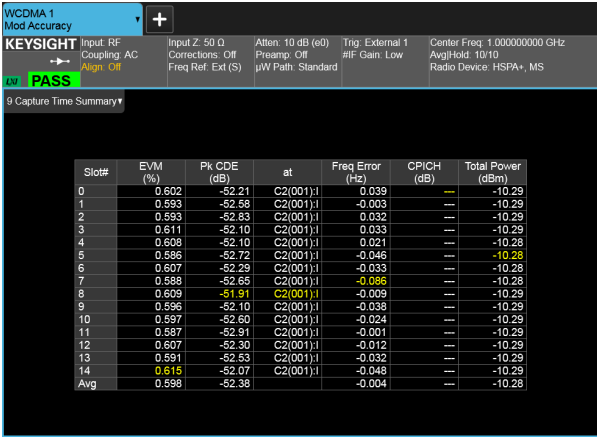 WCDMA 1
Mod Accuracy
KEYSIGHT Input: RF Input Z: 50 Ω Atten: 10 dB (e0) Trig: External 1 Center Freq: 1.000000000 GHz
Coupling: AC Corrections: Off Preamp: Off #IF Gain: Low Avg|Hold: 10/10
Align: Off Freq Ref: Ext (S) µW Path: Standard Radio Device: HSPA+, MS
LXI PASS
9 Capture Time Summary
Slot# EVM (%) Pk CDE (dB) at Freq Error (Hz) CPICH (dB) Total Power (dBm)
0 0.602 -52.21 C2(001):I 0.039 --- -10.29
1 0.593 -52.58 C2(001):I -0.003 --- -10.29
2 0.593 -52.83 C2(001):I 0.032 --- -10.29
3 0.611 -52.10 C2(001):I 0.033 --- -10.29
4 0.608 -52.10 C2(001):I 0.021 --- -10.28
5 0.586 -52.72 C2(001):I -0.046 --- -10.28
6 0.607 -52.29 C2(001):I -0.033 --- -10.28
7 0.588 -52.65 C2(001):I -0.086 --- -10.28
8 0.609 -51.91 C2(001):I -0.009 --- -10.29
9 0.596 -52.10 C2(001):I -0.038 --- -10.29
10 0.597 -52.60 C2(001):I -0.024 --- -10.29
11 0.587 -52.91 C2(001):I -0.001 --- -10.29
12 0.607 -52.30 C2(001):I -0.012 --- -10.29
13 0.591 -52.53 C2(001):I -0.032 --- -10.29
14 0.615 -52.07 C2(001):I -0.048 --- -10.29
Avg 0.598 -52.38 -0.004 --- -10.28